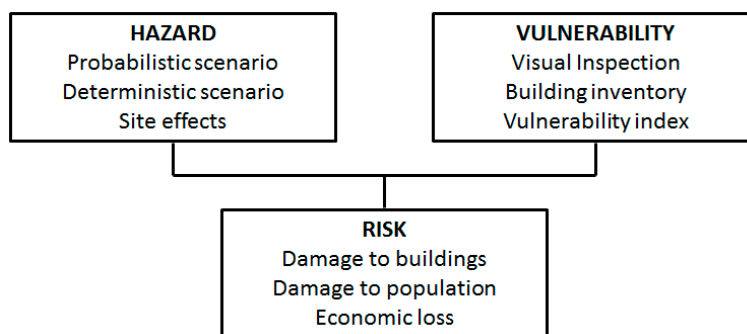 HAZARD
Probabilistic scenario
Deterministic scenario
Site effects
VULNERABILITY
Visual Inspection
Building inventory
Vulnerability index
RISK
Damage to buildings
Damage to population
Economic loss